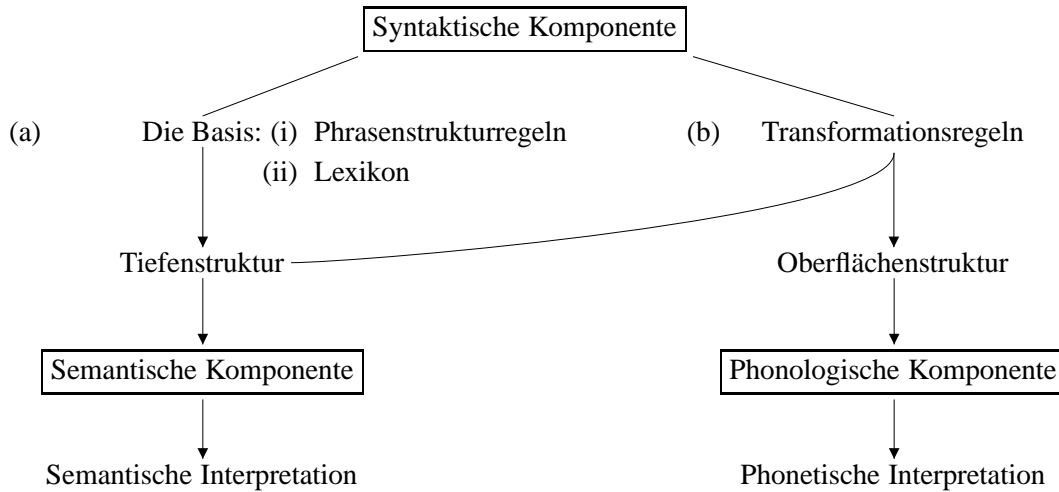 Syntaktische Komponente
(a) Die Basis: (i) Phrasenstrukturregeln (b) Transformationsregeln
(ii) Lexikon
Tiefenstruktur Oberflächenstruktur
Semantische Komponente Phonologische Komponente
Semantische Interpretation Phonetische Interpretation